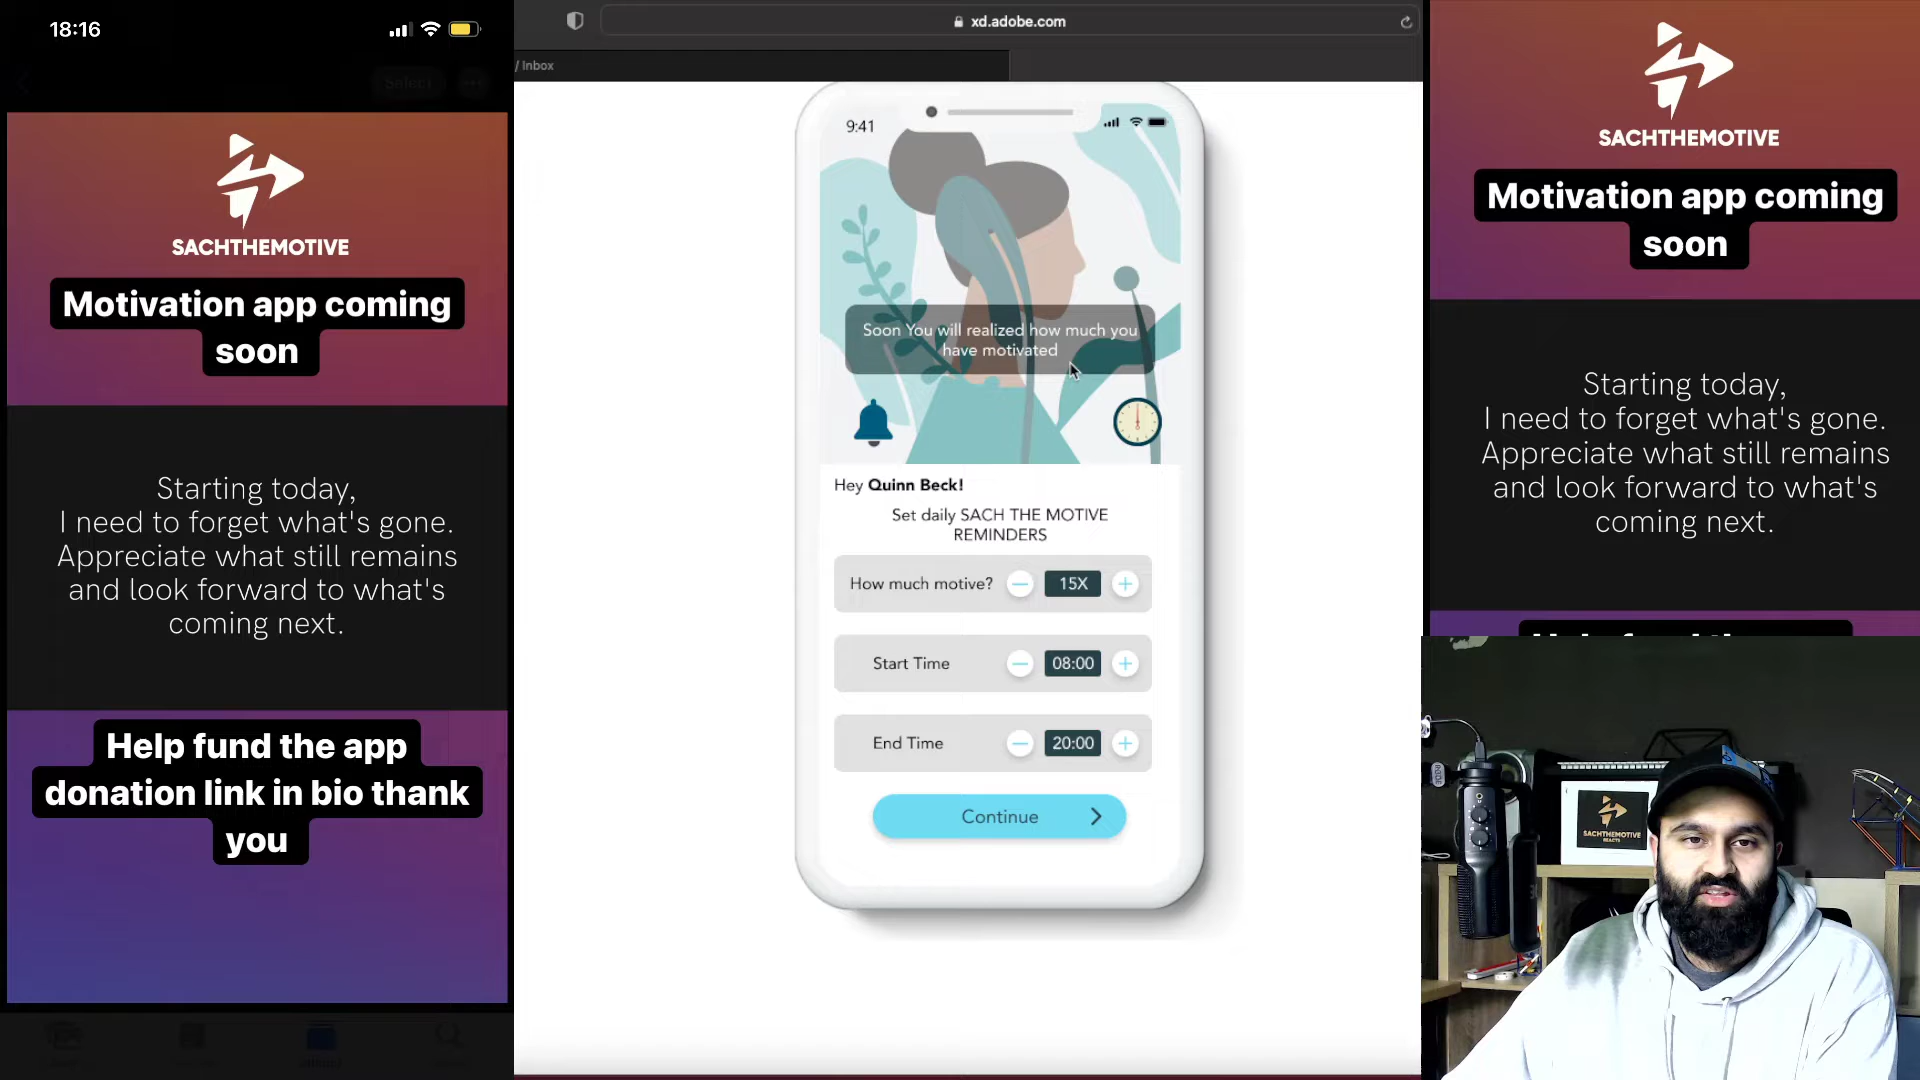 18:16
Select
SACHTHEMOTIVE
Motivation app coming
soon
Starting today,
I need to forget what's gone.
Appreciate what still remains
and look forward to what's
coming next.
Help fund the app
donation link in bio thank
you
xd.adobe.com
/ Inbox
9:41
Soon You will realized how much you
have motivated
Hey Quinn Beck!
Set daily SACH THE MOTIVE
REMINDERS
How much motive?
15X
Start Time
08:00
End Time
20:00
Continue
SACHTHEMOTIVE
Motivation app coming
soon
Starting today,
I need to forget what's gone.
Appreciate what still remains
and look forward to what's
coming next.
SACHTHEMOTIVE
REACTS